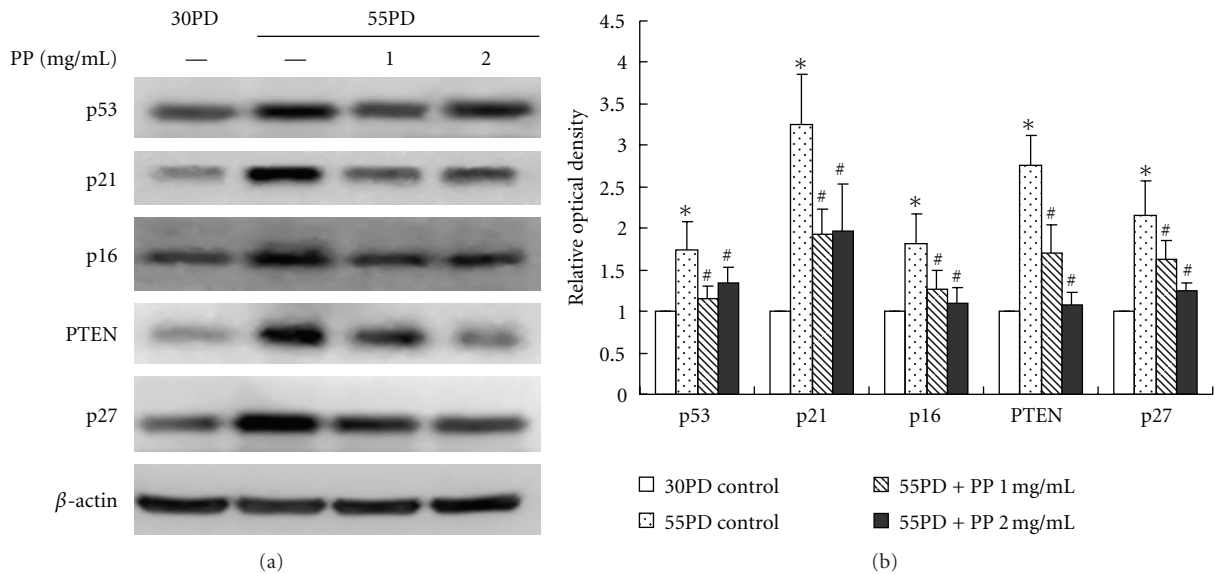 30PD 55PD
PP (mg/mL) — — 1 2
p53
p21
p16
PTEN
p27
β-actin
(a)
Relative optical density
4.5
4
3.5
3
2.5
2
1.5
1
0.5
0
* # #
* # #
* # #
* # #
* # #
p53 p21 p16 PTEN p27
30PD control
55PD control
55PD + PP 1 mg/mL
55PD + PP 2 mg/mL
(b)